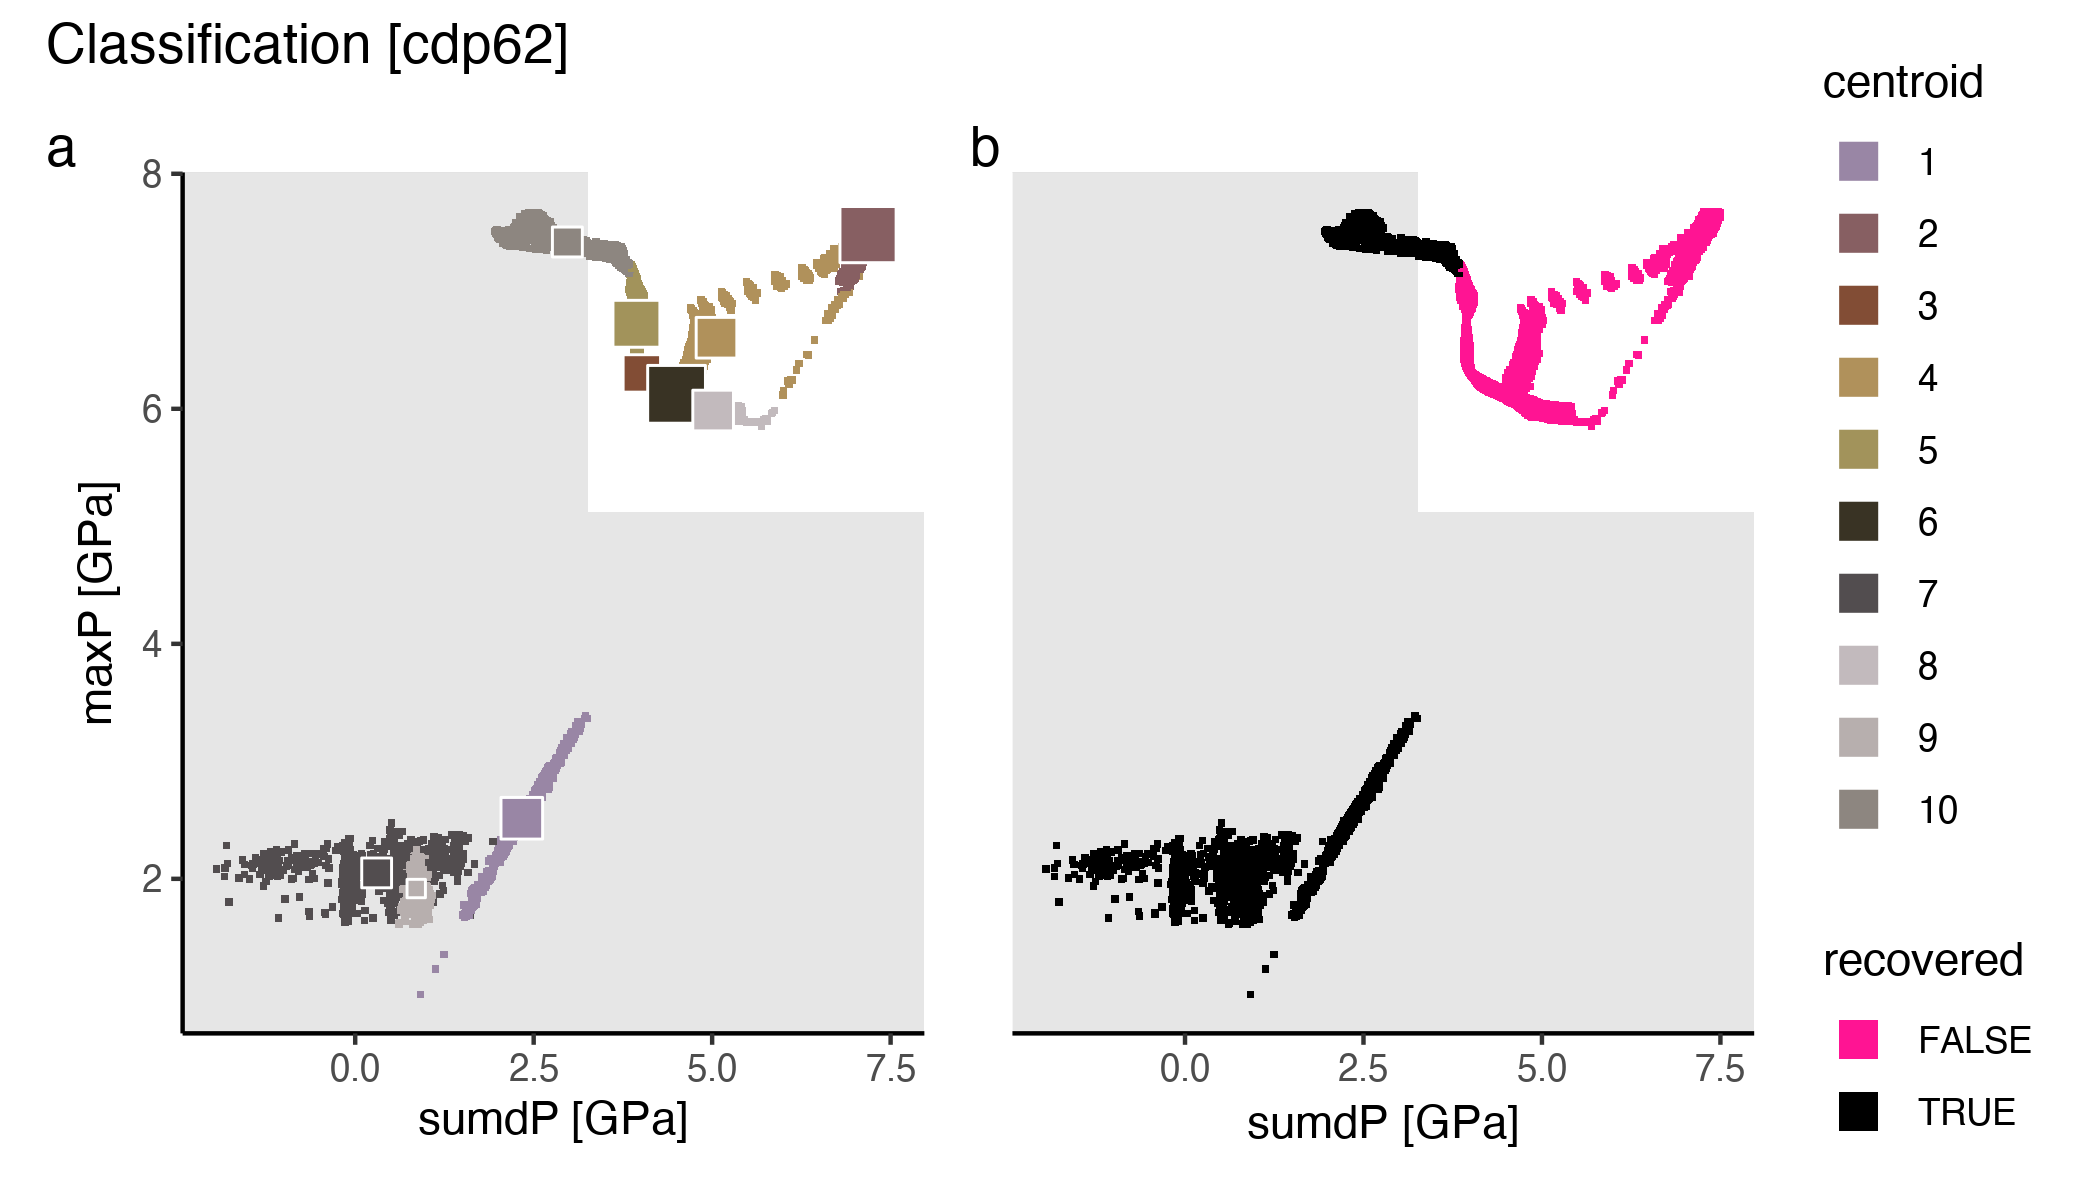 Classification [cdp62]
a
8
6
4
2
maxP [GPa]
0.0 2.5 5.0 7.5
sumdP [GPa]
b
0.0 2.5 5.0 7.5
sumdP [GPa]
centroid
1
2
3
4
5
6
7
8
9
10
recovered
FALSE
TRUE